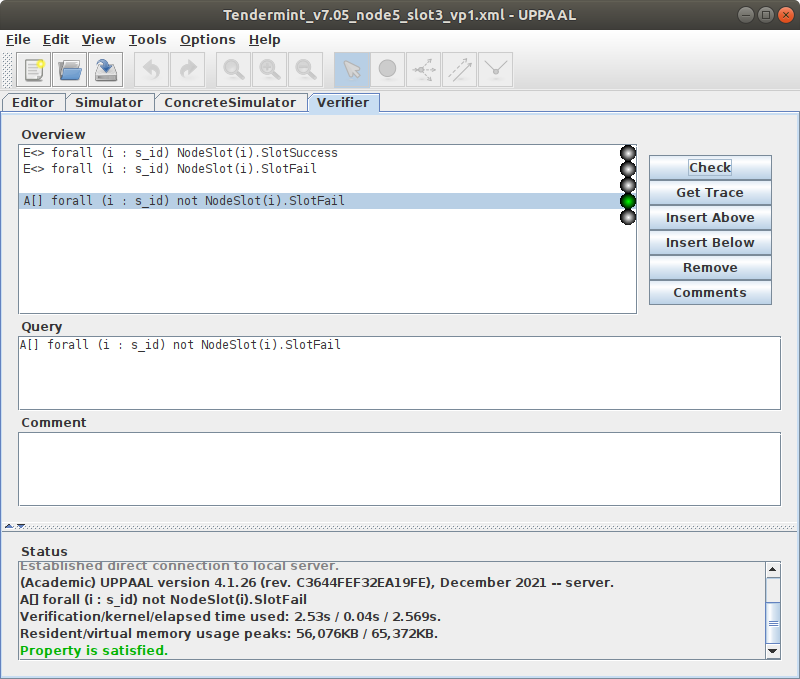 Tendermint_v7.05_node5_slot3_vp1.xml - UPPAAL
File Edit View Tools Options Help
Editor Simulator ConcreteSimulator Verifier
Overview
E<> forall (i : s_id) NodeSlot(i).SlotSuccess
E<> forall (i : s_id) NodeSlot(i).SlotFail
A[] forall (i : s_id) not NodeSlot(i).SlotFail
Check
Get Trace
Insert Above
Insert Below
Remove
Comments
Query
A[] forall (i : s_id) not NodeSlot(i).SlotFail
Comment
Status
Established direct connection to local server.
(Academic) UPPAAL version 4.1.26 (rev. C3644FEF32EA19FE), December 2021 -- server.
A[] forall (i : s_id) not NodeSlot(i).SlotFail
Verification/kernel/elapsed time used: 2.53s / 0.04s / 2.569s.
Resident/virtual memory usage peaks: 56,076KB / 65,372KB.
Property is satisfied.